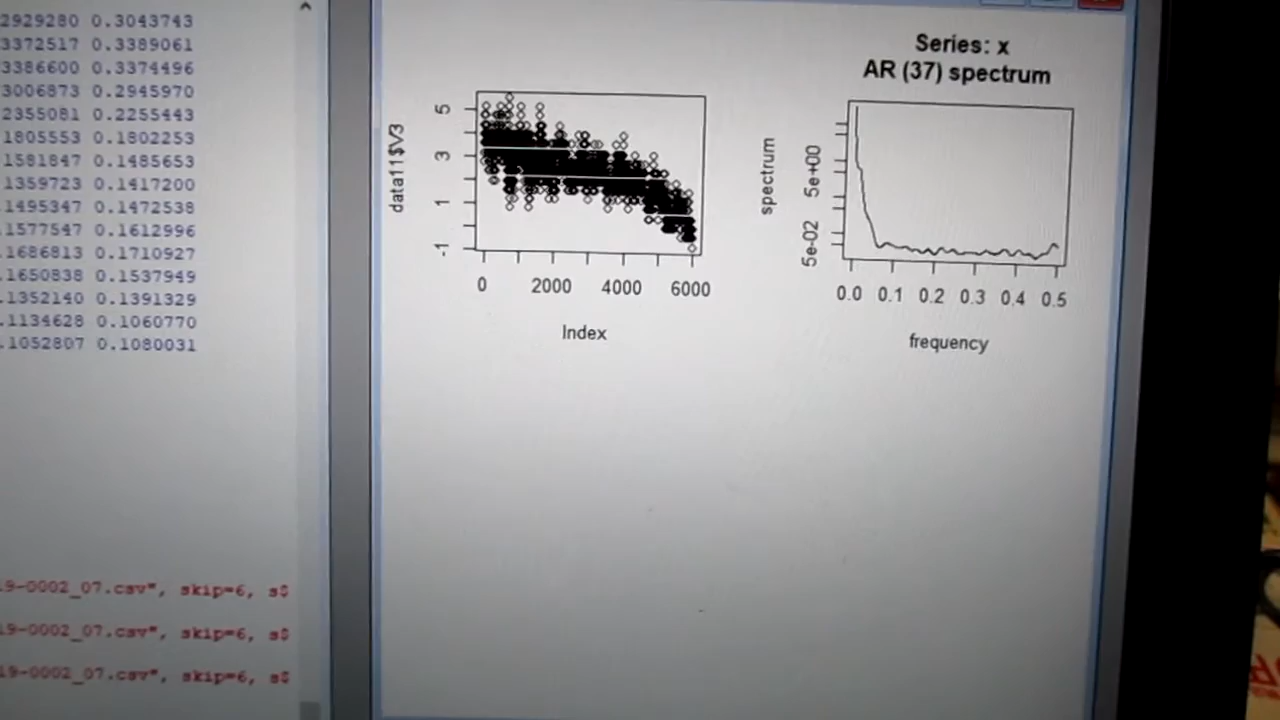 2929280 0.3043743
3372517 0.3389061
3386600 0.3374496
3006873 0.2945970
2355081 0.2255443
1805553 0.1802253
1581847 0.1485653
1359723 0.1417200
.1495347 0.1472538
.1577547 0.1612996
.1686813 0.1710927
.1650838 0.1537949
.1352140 0.1391329
.1134628 0.1060770
.1052807 0.1080031
19-0002_07.csv", skip=6, s$
19-0002_07.csv", skip=6, s$
19-0002_07.csv", skip=6, s$
data11$V3
5
3
1
-1
0 2000 4000 6000
Index
Series: x
AR (37) spectrum
spectrum
5e+00
5e-02
0.0 0.1 0.2 0.3 0.4 0.5
frequency